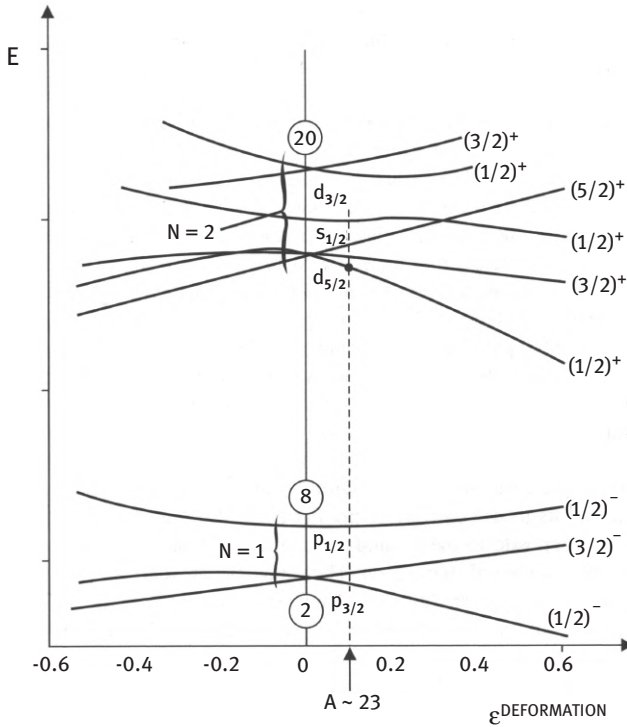 E
20
(3/2)⁺
(1/2)⁺
(5/2)⁺
d₃/₂
N = 2
s₁/₂
(1/2)⁺
d₅/₂
(3/2)⁺
(1/2)⁺
8
(1/2)⁻
N = 1
p₁/₂
(3/2)⁻
2
p₃/₂
(1/2)⁻
-0.6 -0.4 -0.2 0 0.2 0.4 0.6
A ~ 23
ε^DEFORMATION